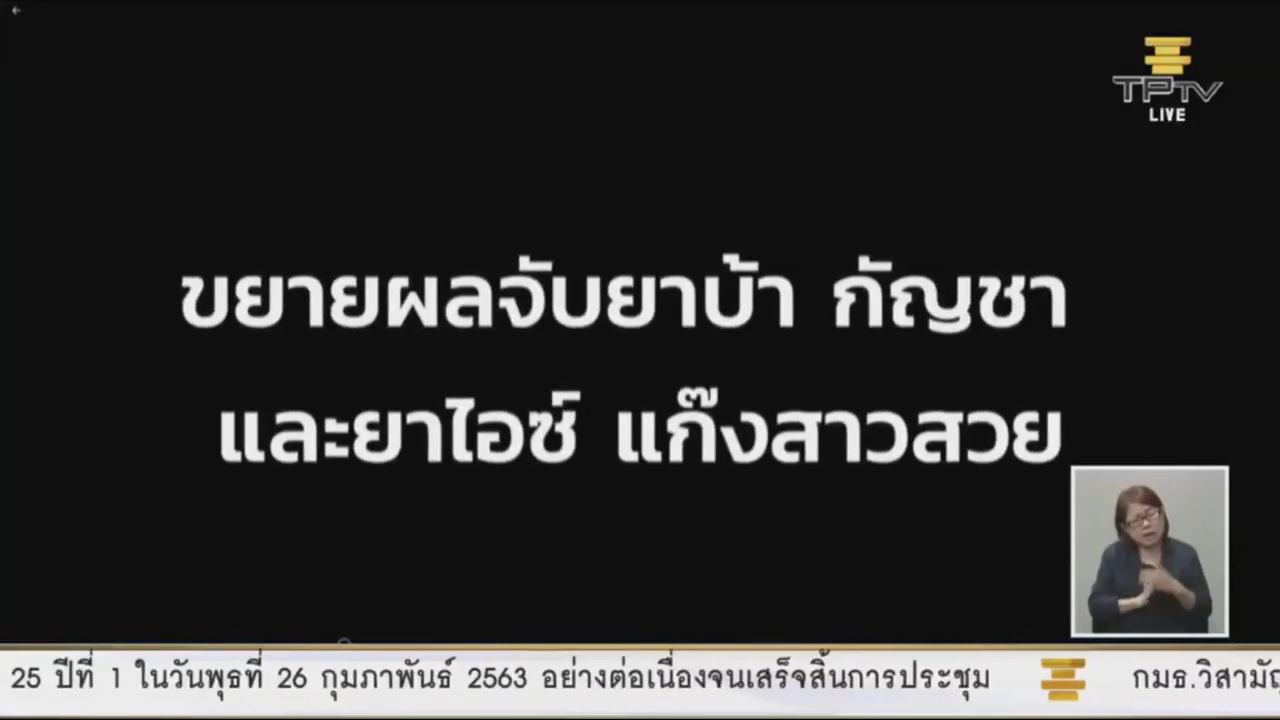 TPTV
LIVE
ขยายผลจับยาบ้า กัญชา
และยาไอซ์ แก๊งสาวสวย
25 ปีที่ 1 ในวันพุธที่ 26 กุมภาพันธ์ 2563 อย่างต่อเนื่องจนเสร็จสิ้นการประชุม กมธ.วิสามัญ